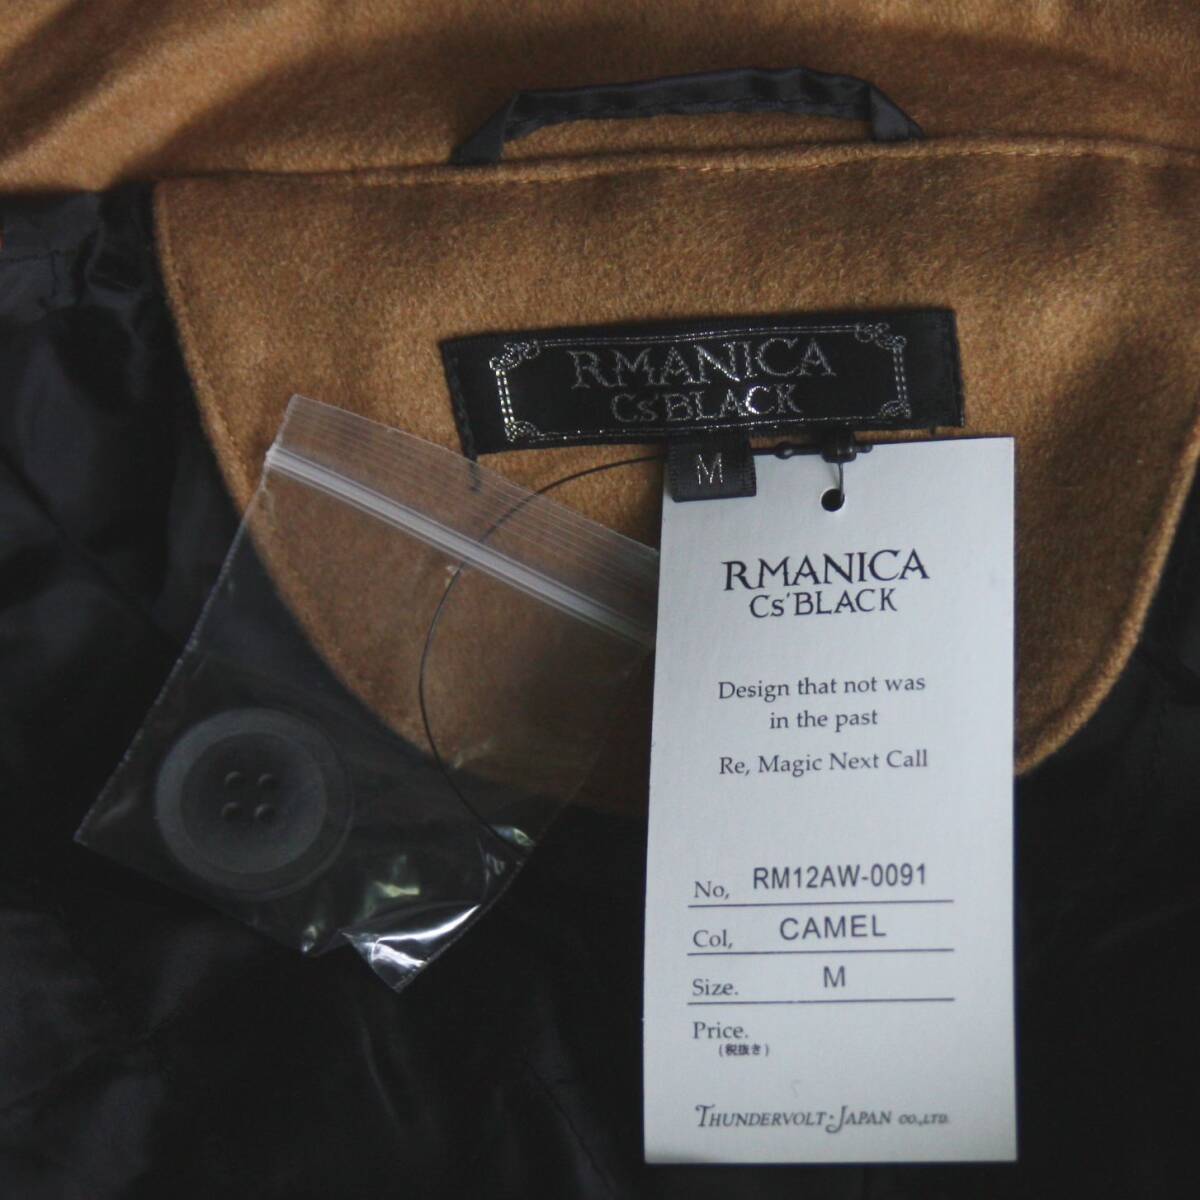 RMANICA
Cs'BLACK
M
RMANICA
Cs'BLACK
Design that not was
in the past
Re, Magic Next Call
No, RM12AW-0091
Col, CAMEL
Size. M
Price.
(税抜き)
THUNDERVOLT·JAPAN CO.,LTD.